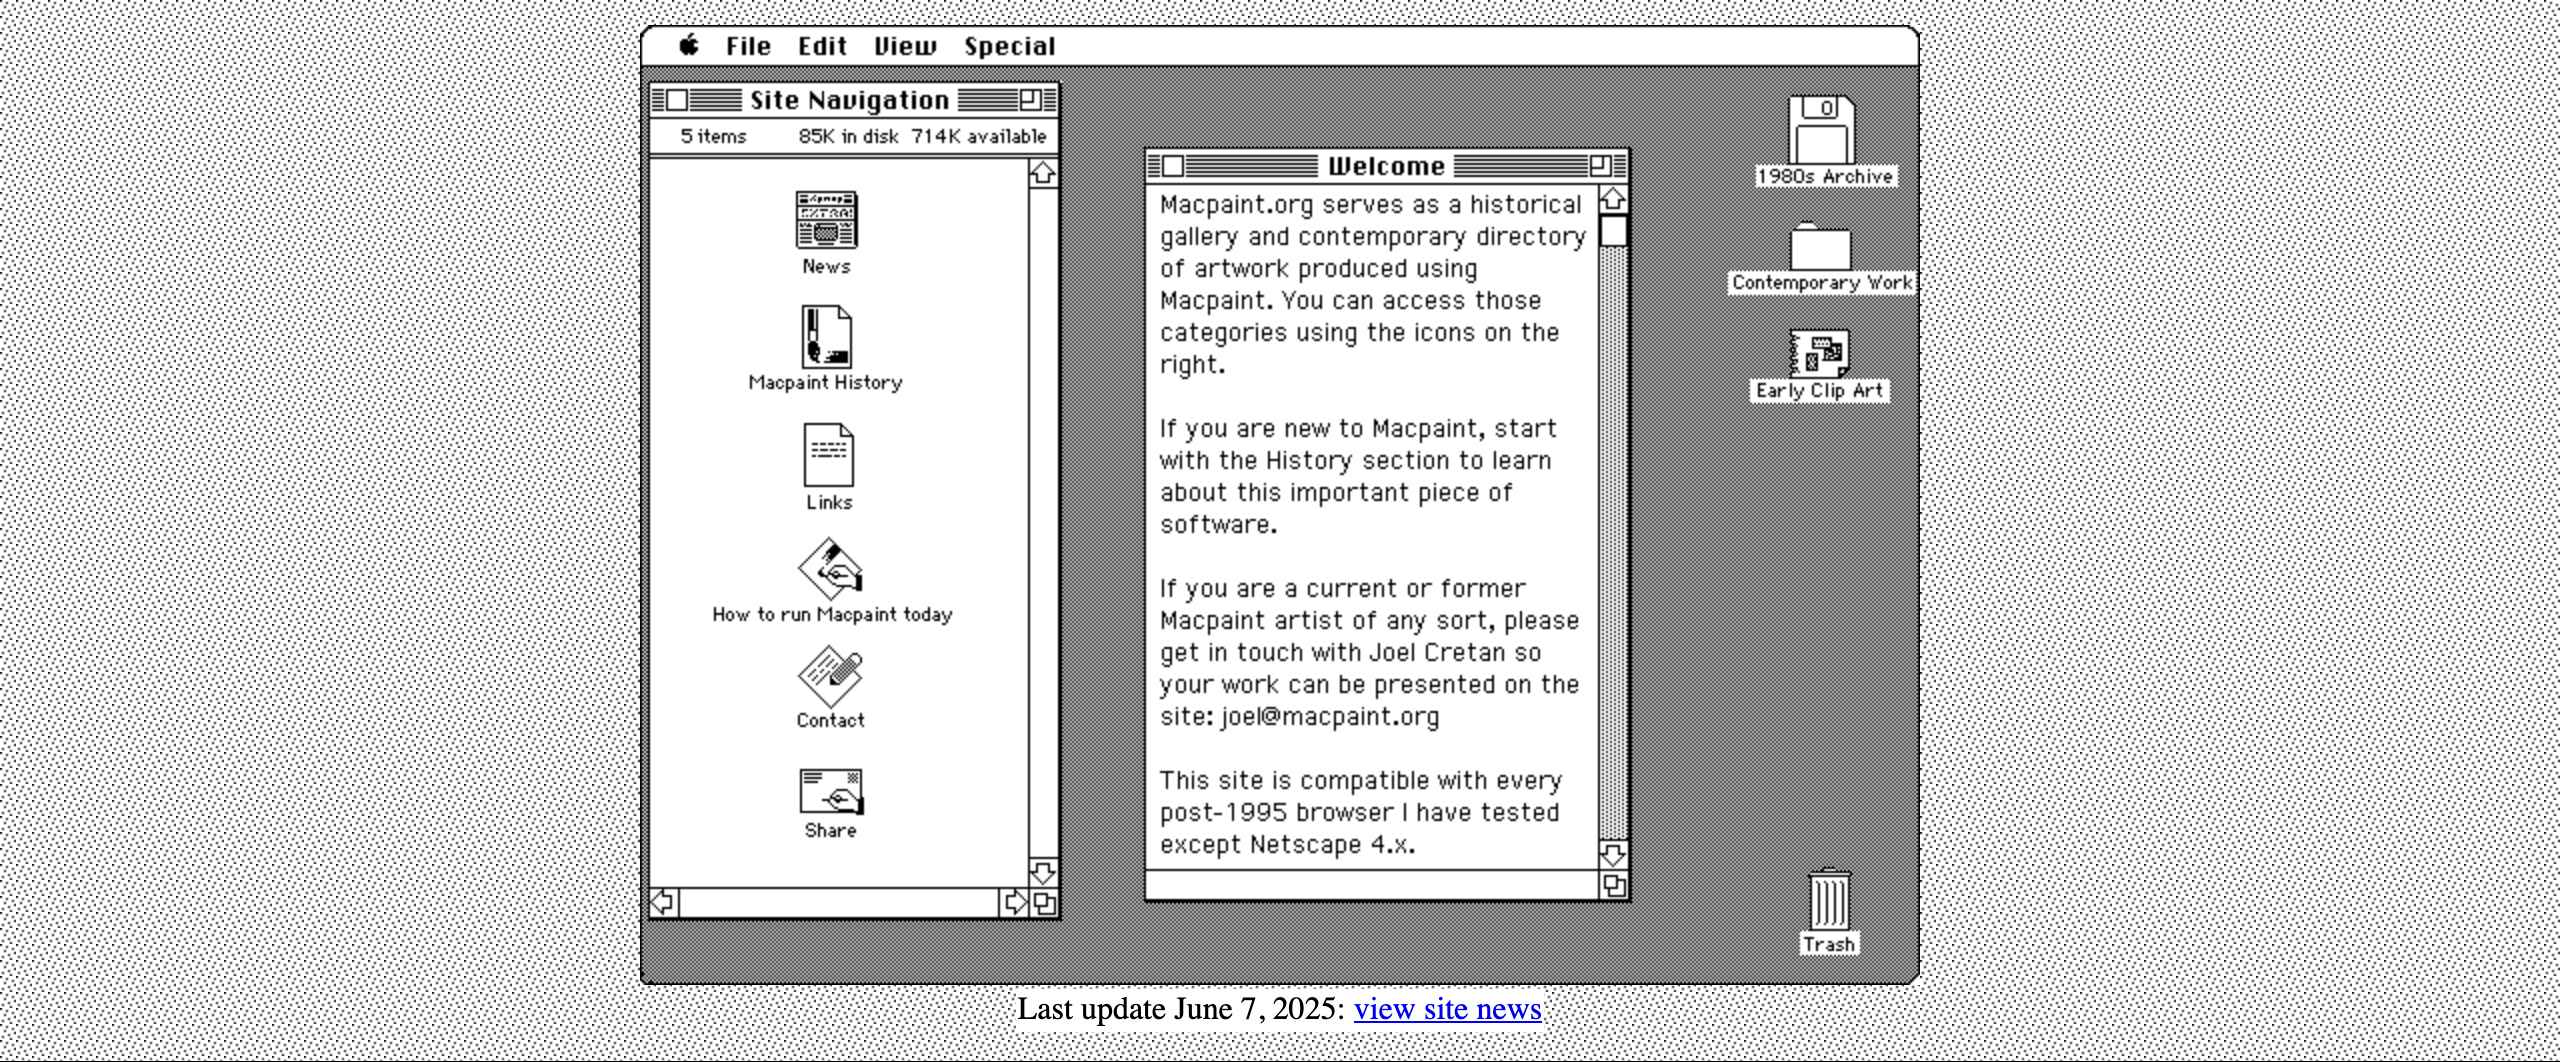 File Edit View Special
Site Navigation
5 items 85K in disk 714K available
EXTRA!
News
Macpaint History
Links
How to run Macpaint today
Contact
Share
Welcome
Macpaint.org serves as a historical
gallery and contemporary directory
of artwork produced using
Macpaint. You can access those
categories using the icons on the
right.
If you are new to Macpaint, start
with the History section to learn
about this important piece of
software.
If you are a current or former
Macpaint artist of any sort, please
get in touch with Joel Cretan so
your work can be presented on the
site: joel@macpaint.org
This site is compatible with every
post-1995 browser I have tested
except Netscape 4.x.
1980s Archive
Contemporary Work
Early Clip Art
Trash
Last update June 7, 2025: view site news